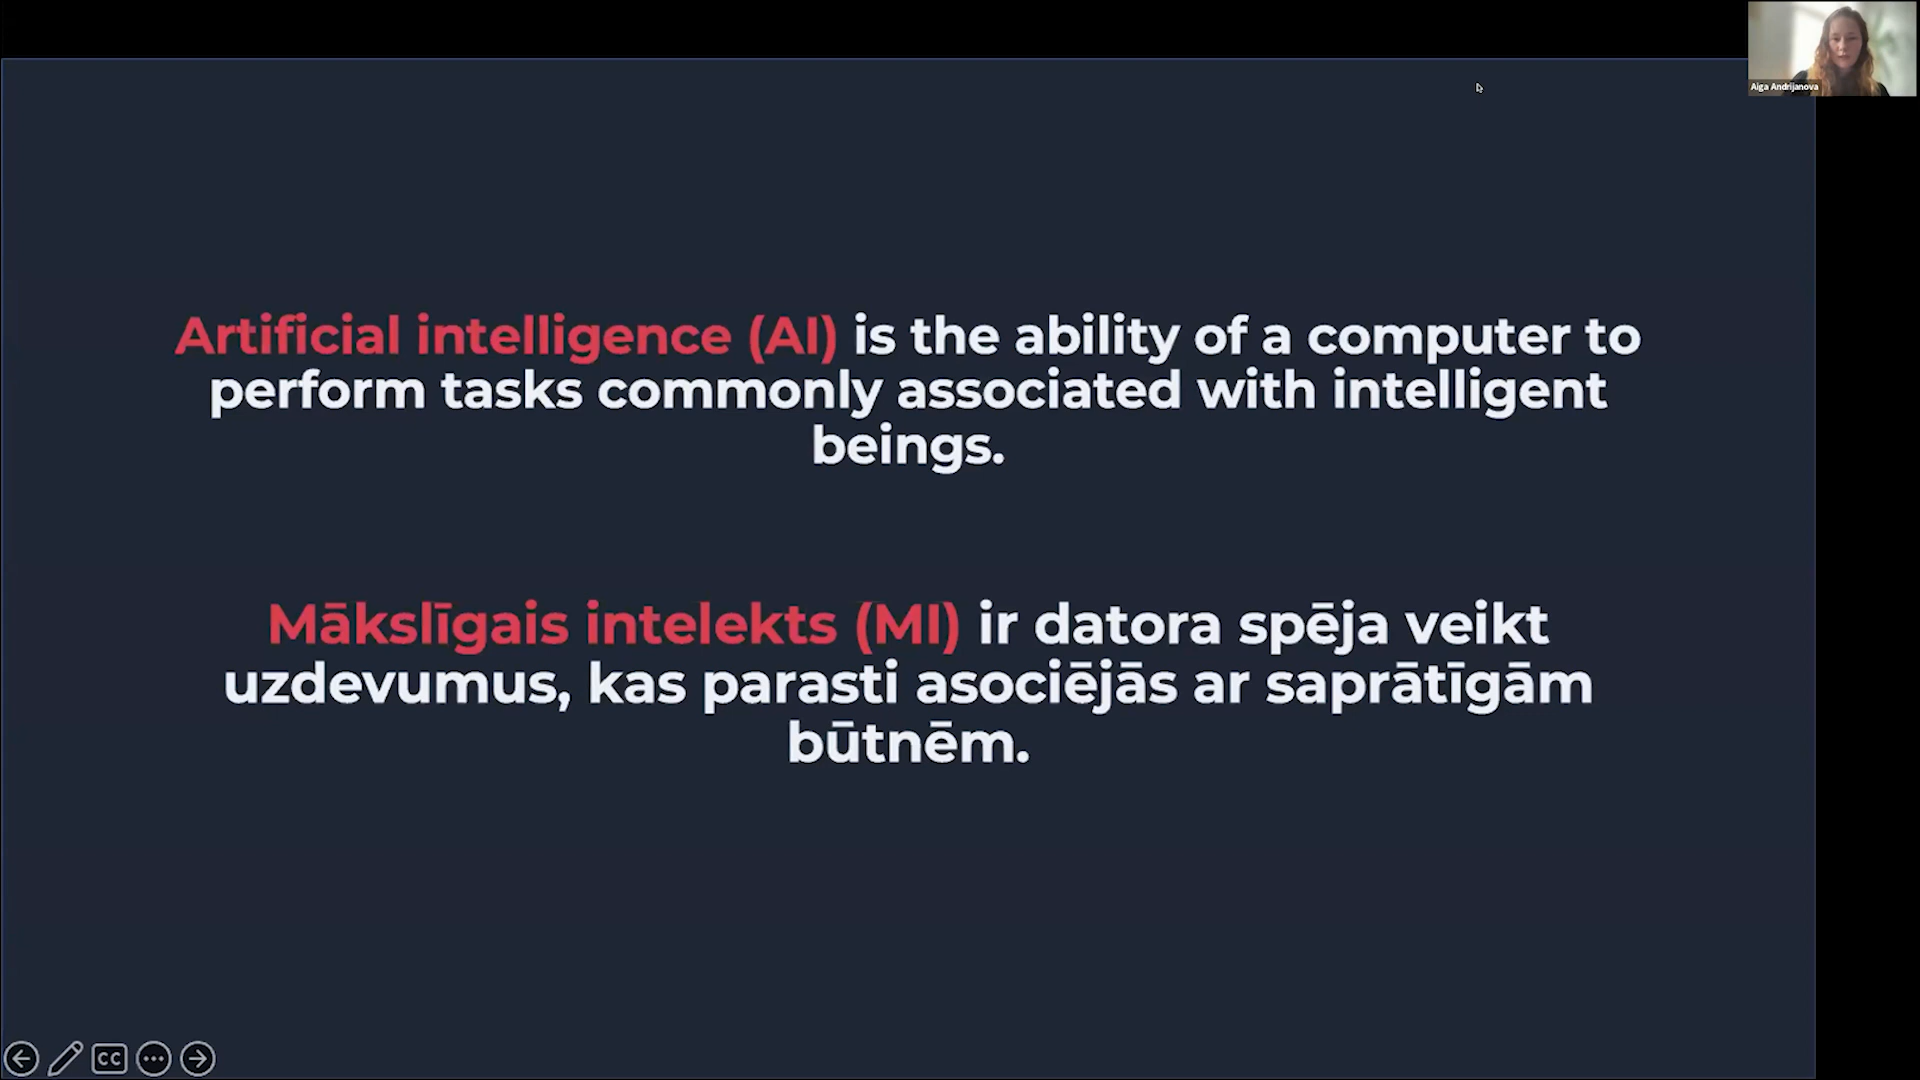 Aiga Andrijanova
Artificial intelligence (AI) is the ability of a computer to
perform tasks commonly associated with intelligent
beings.
Mākslīgais intelekts (MI) ir datora spēja veikt
uzdevumus, kas parasti asociējās ar saprātīgām
būtnēm.
CC